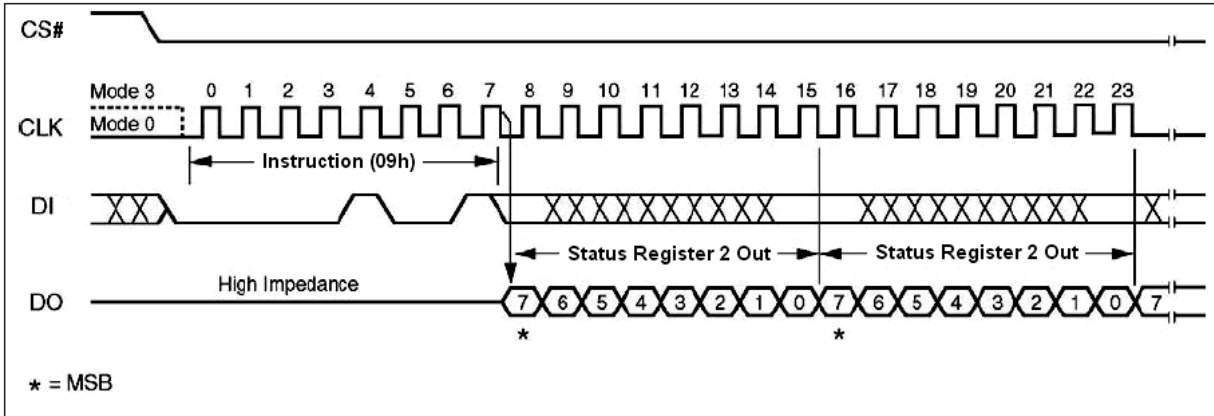 CS#
Mode 3
0 1 2 3 4 5 6 7 8 9 10 11 12 13 14 15 16 17 18 19 20 21 22 23
CLK
Mode 0
Instruction (09h)
DI
Status Register 2 Out
Status Register 2 Out
High Impedance
DO
7 6 5 4 3 2 1 0 7 6 5 4 3 2 1 0 7
* *
* = MSB